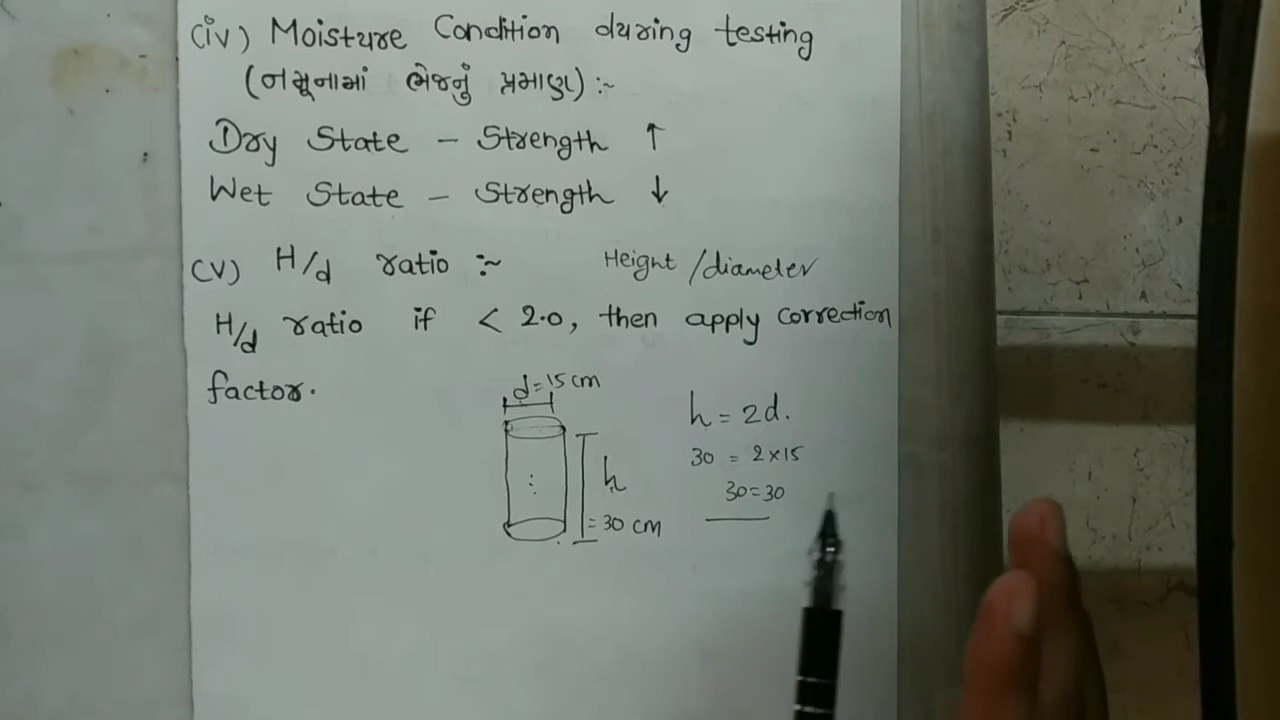 (iv) Moisture Condition during testing
(નમૂનામાં ભેજનું પ્રમાણ) :-
Dry State - Strength ↑
Wet State - Strength ↓
(v) H/d ratio :- Height/diameter
H/d ratio if < 2.0, then apply correction
factor.
d=15 cm
h = 2d.
30 = 2×15
h
30=30
= 30 cm